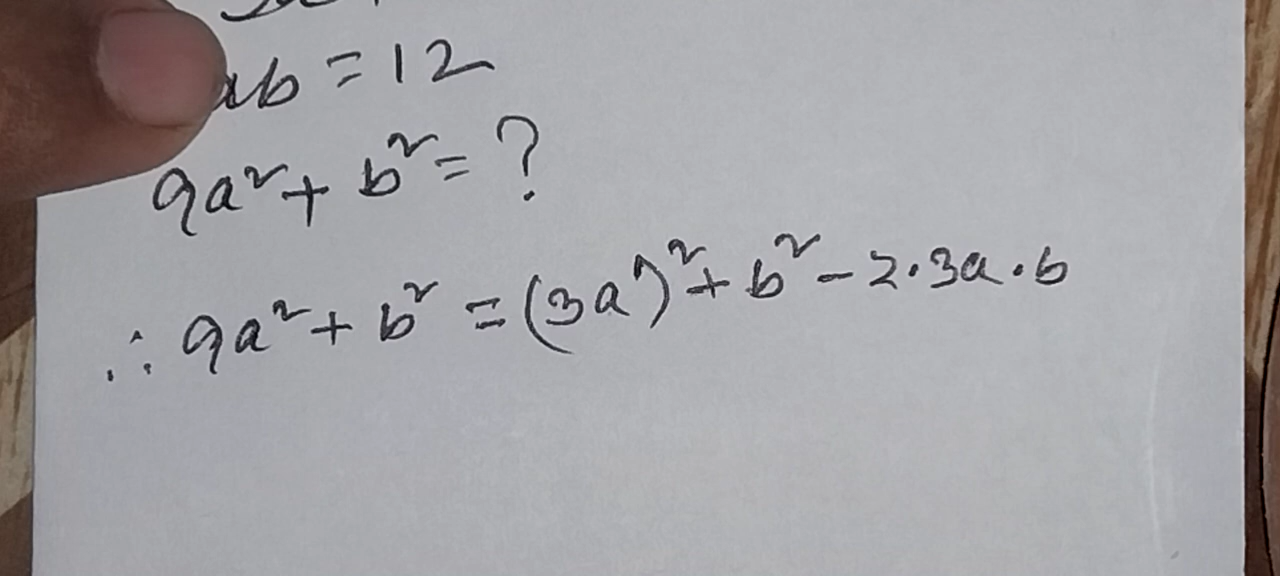 ab = 12
9a² + b² = ?
∴ 9a² + b² = (3a)² + b² - 2·3a·b